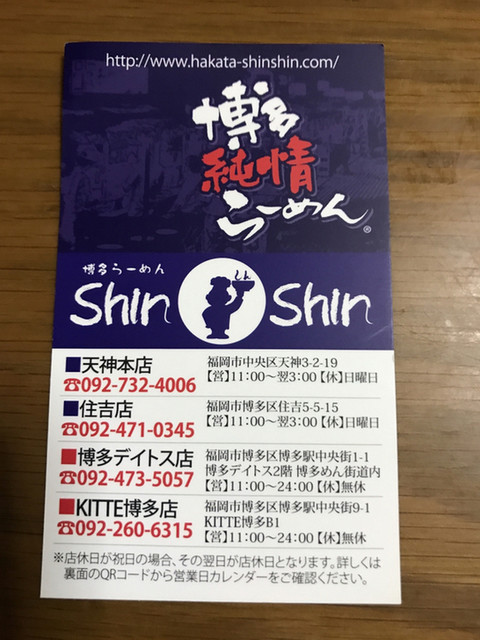 http://www.hakata-shinshin.com/
博多
純情
らーめん®
博多らーめん
Shin Shin
■天神本店 福岡市中央区天神3-2-19
☎092-732-4006 【営】11:00～翌3:00【休】日曜日
■住吉店 福岡市博多区住吉5-5-15
☎092-471-0345 【営】11:00～翌3:00【休】日曜日
■博多デイトス店 福岡市博多区博多駅中央街1-1
博多デイトス2階 博多めん街道内
☎092-473-5057 【営】11:00～24:00【休】無休
■KITTE博多店 福岡市博多区博多駅中央街9-1
KITTE博多B1
☎092-260-6315 【営】11:00～24:00【休】無休
※店休日が祝日の場合、その翌日が店休日となります。詳しくは
裏面のQRコードから営業日カレンダーをご確認ください。